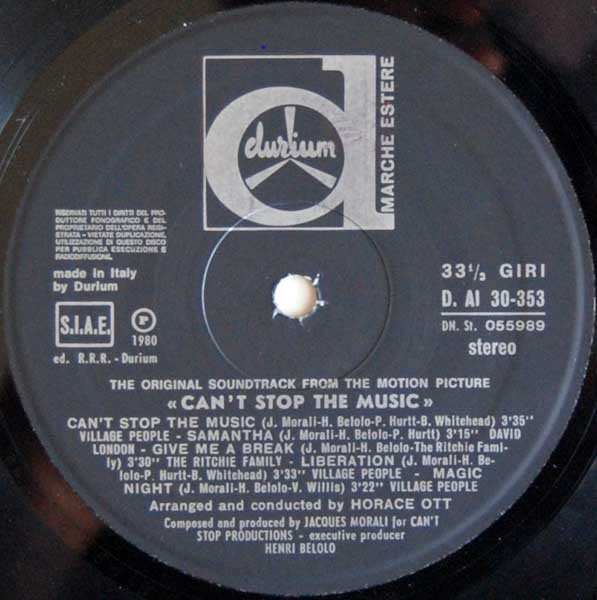 durium
MARCHE ESTERE
RISERVATI TUTTI I DIRITTI DEL PRO-
DUTTORE FONOGRAFICO E DEL
PROPRIETARIO DELL'OPERA REGI-
STRATA - VIETATE DUPLICAZIONE,
UTILIZZAZIONE DI QUESTO DISCO
PER PUBBLICA ESECUZIONE E
RADIODIFFUSIONE.
made in Italy
by Durium
S.I.A.E.
P
1980
ed. R.R.R. - Durium
33 1/3 GIRI
D. AI 30-353
DN. St. 055989
stereo
THE ORIGINAL SOUNDTRACK FROM THE MOTION PICTURE
«CAN'T STOP THE MUSIC»
CAN'T STOP THE MUSIC (J. Morali-H. Belolo-P. Hurtt-B. Whitehead) 3'35''
VILLAGE PEOPLE - SAMANTHA (J. Morali-H. Belolo-P. Hurtt) 3'15'' DAVID
LONDON - GIVE ME A BREAK (J. Morali-H. Belolo-The Ritchie Fami-
ly) 3'30'' THE RITCHIE FAMILY - LIBERATION (J. Morali-H. Be-
lolo-P. Hurtt-B. Whitehead) 3'33'' VILLAGE PEOPLE - MAGIC
NIGHT (J. Morali-H. Belolo-V. Willis) 3'22'' VILLAGE PEOPLE
Arranged and conducted by HORACE OTT
Composed and produced by JACQUES MORALI for CAN'T
STOP PRODUCTIONS - executive producer
HENRI BELOLO